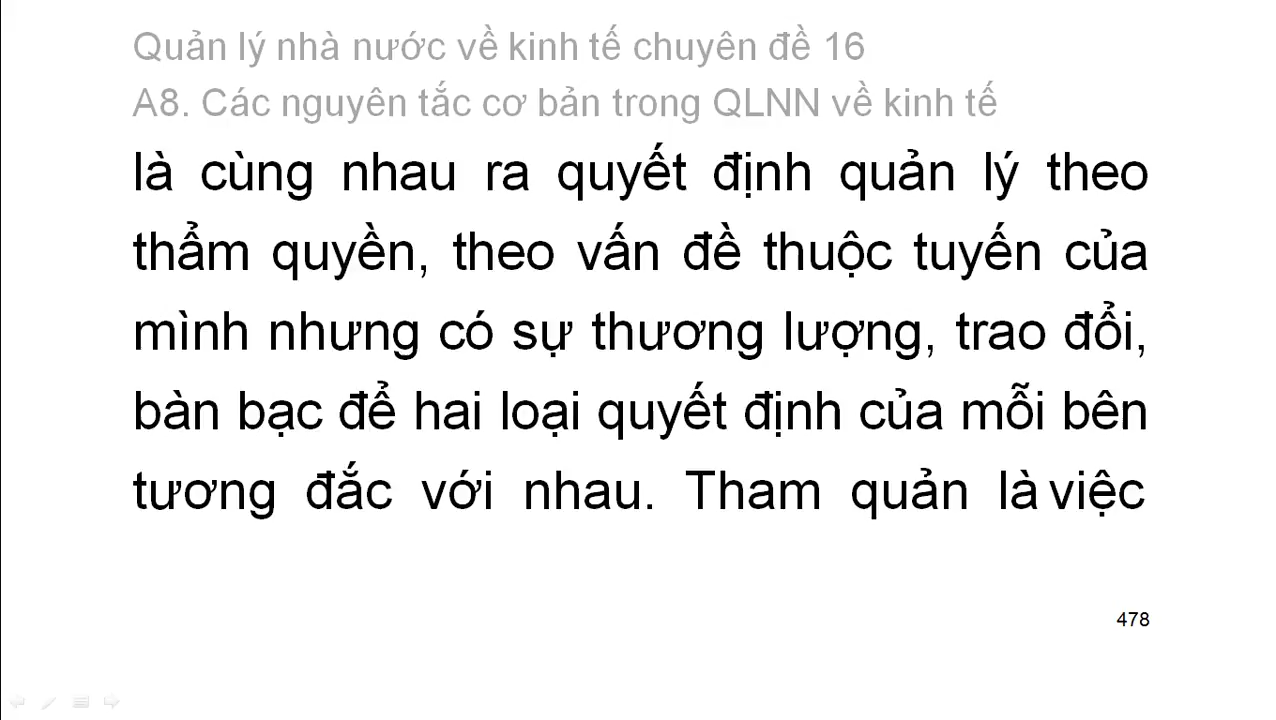 Quản lý nhà nước về kinh tế chuyên đề 16
A8. Các nguyên tắc cơ bản trong QLNN về kinh tế
là cùng nhau ra quyết định quản lý theo
thẩm quyền, theo vấn đề thuộc tuyến của
mình nhưng có sự thương lượng, trao đổi,
bàn bạc để hai loại quyết định của mỗi bên
tương đắc với nhau. Tham quản là việc
478